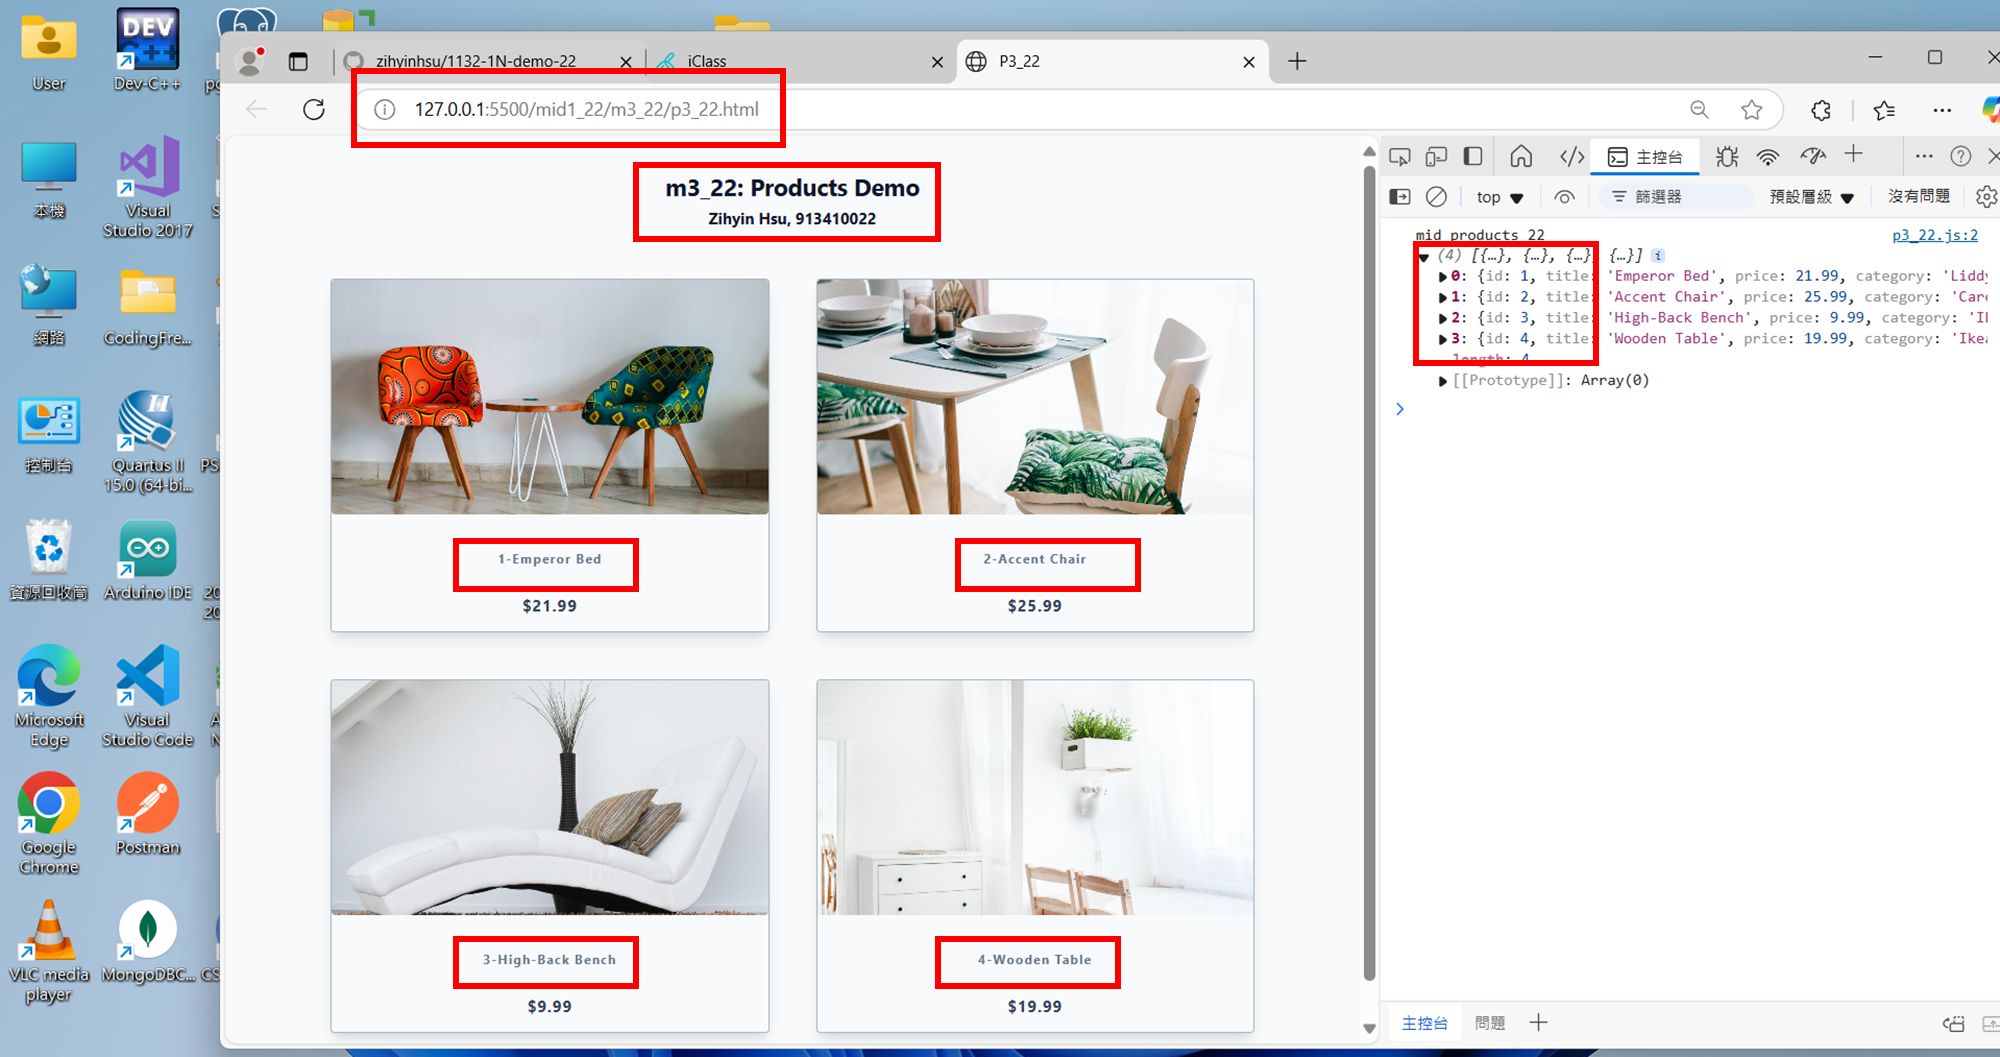 User
DEV
C++
Dev-C++
本機
Visual
Studio 2017
網路
CodingFre...
控制台
II
Quartus II
15.0 (64-bi...
PS
資源回收筒
Arduino IDE
20
20
Microsoft
Edge
Visual
Studio Code
Google
Chrome
Postman
VLC media
player
MongoDBC...
CS
zihyinhsu/1132-1N-demo-22
iClass
P3_22
127.0.0.1:5500/mid1_22/m3_22/p3_22.html
m3_22: Products Demo
Zihyin Hsu, 913410022
1-Emperor Bed
$21.99
2-Accent Chair
$25.99
3-High-Back Bench
$9.99
4-Wooden Table
$19.99
主控台
top
篩選器
預設層級
沒有問題
mid products 22
p3_22.js:2
(4) [{…}, {…}, {…}, {…}]
0: {id: 1, title: 'Emperor Bed', price: 21.99, category: 'Liddy
1: {id: 2, title: 'Accent Chair', price: 25.99, category: 'Care
2: {id: 3, title: 'High-Back Bench', price: 9.99, category: 'I
3: {id: 4, title: 'Wooden Table', price: 19.99, category: 'Ikea
length: 4
[[Prototype]]: Array(0)
主控台
問題